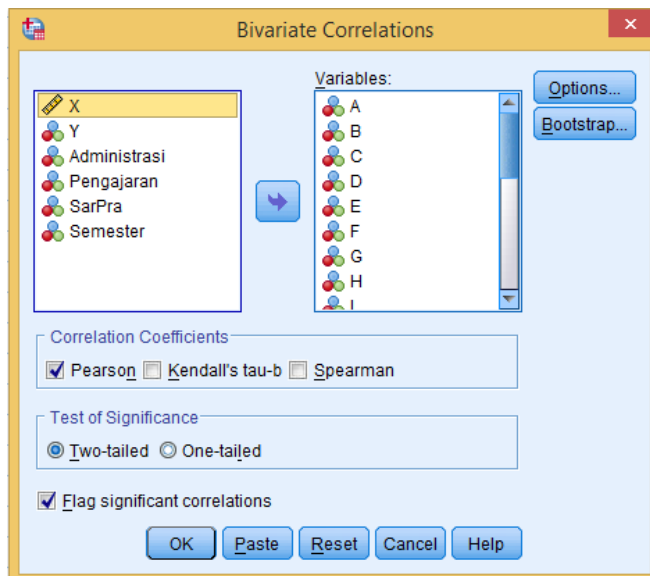 Bivariate Correlations
X
Y
Administrasi
Pengajaran
SarPra
Semester
Variables:
A
B
C
D
E
F
G
H
Options...
Bootstrap...
Correlation Coefficients
Pearson Kendall's tau-b Spearman
Test of Significance
Two-tailed One-tailed
Flag significant correlations
OK Paste Reset Cancel Help